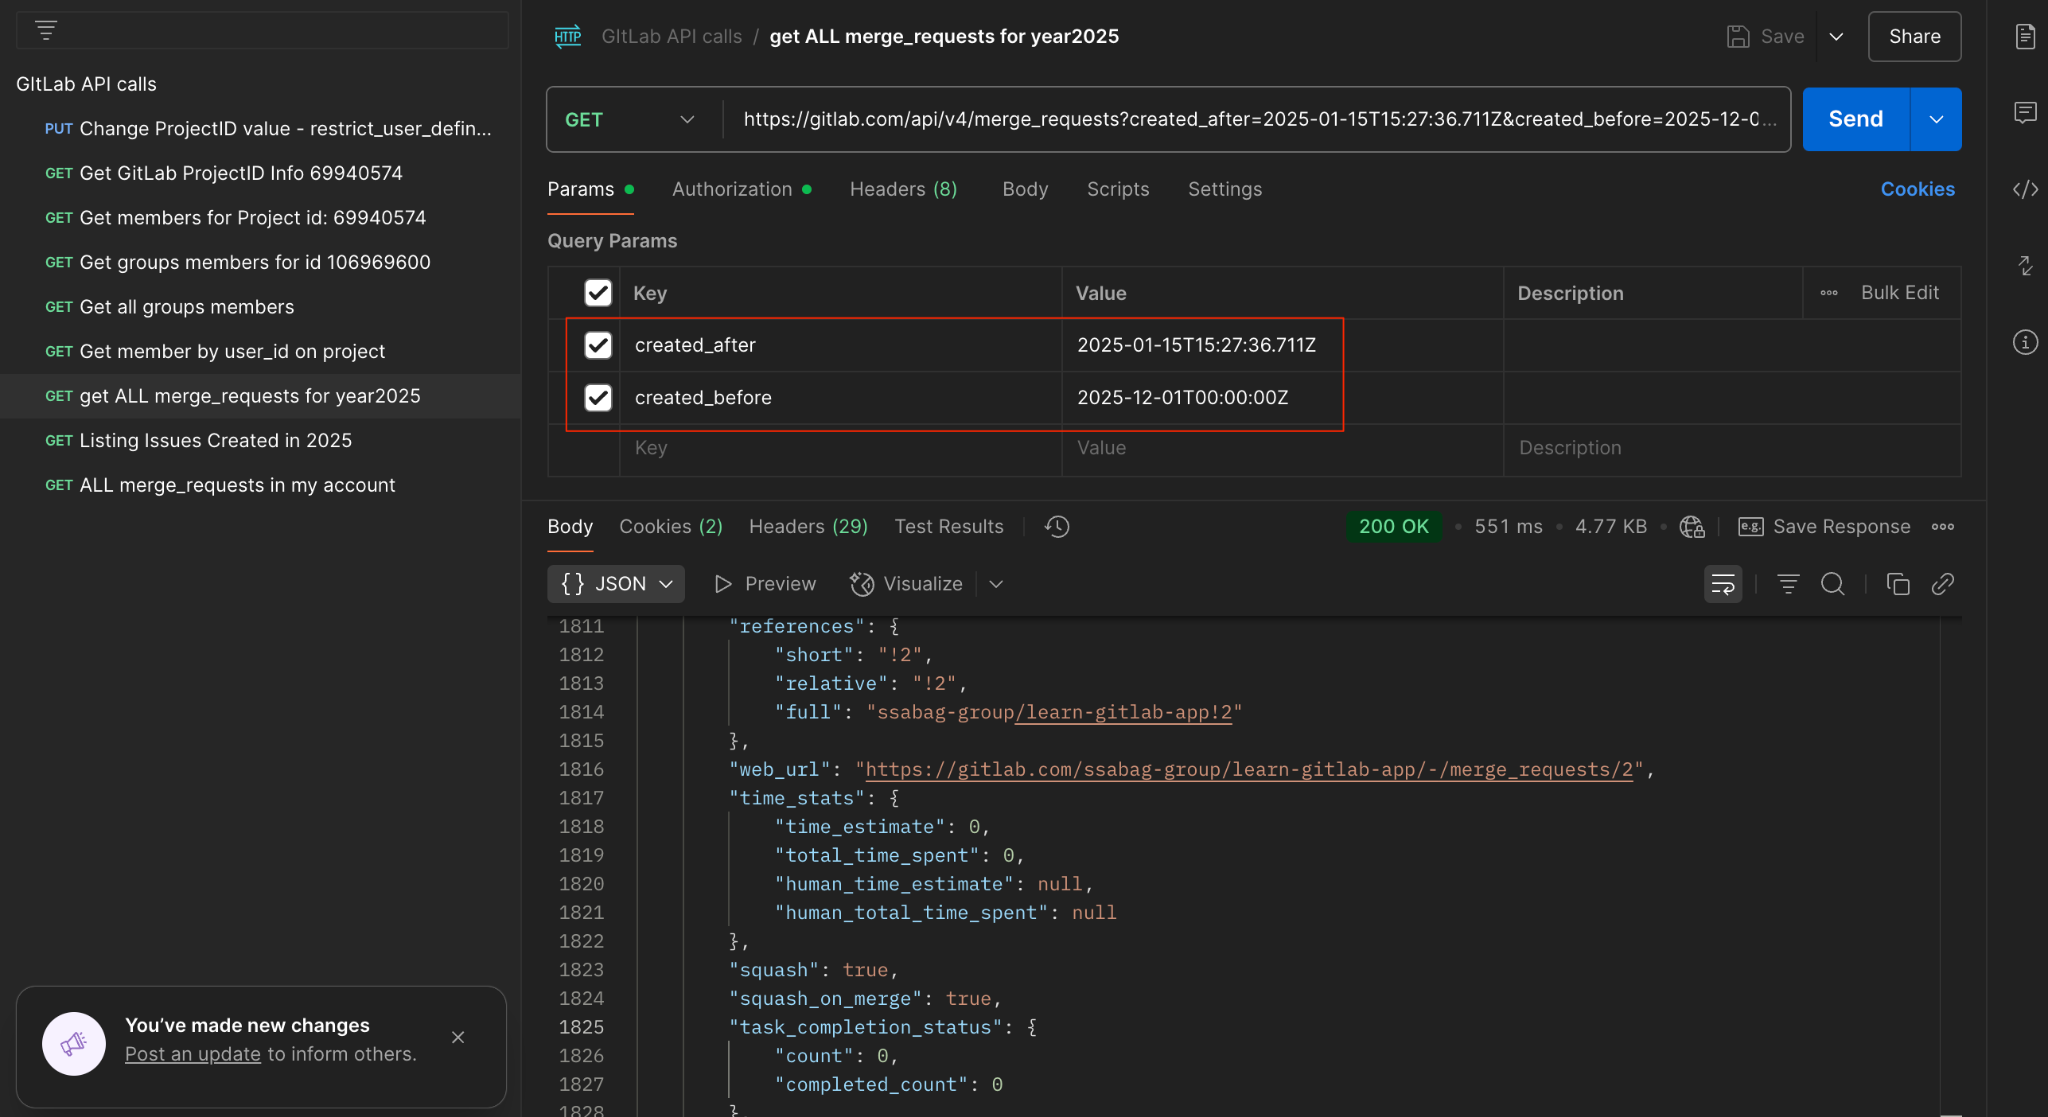 GItLab API calls
PUT Change ProjectID value - restrict_user_defin...
GET Get GitLab ProjectID Info 69940574
GET Get members for Project id: 69940574
GET Get groups members for id 106969600
GET Get all groups members
GET Get member by user_id on project
GET get ALL merge_requests for year2025
GET Listing Issues Created in 2025
GET ALL merge_requests in my account
You've made new changes
Post an update to inform others.
HTTP GItLab API calls / get ALL merge_requests for year2025
Save
Share
GET https://gitlab.com/api/v4/merge_requests?created_after=2025-01-15T15:27:36.711Z&created_before=2025-12-0...
Send
Params Authorization Headers (8) Body Scripts Settings Cookies
Query Params
Key Value Description Bulk Edit
created_after 2025-01-15T15:27:36.711Z
created_before 2025-12-01T00:00:00Z
Key Value Description
Body Cookies (2) Headers (29) Test Results 200 OK • 551 ms • 4.77 KB • e.g. Save Response
{} JSON Preview Visualize
1811 "references": {
1812 "short": "!2",
1813 "relative": "!2",
1814 "full": "ssabag-group/learn-gitlab-app!2"
1815 },
1816 "web_url": "https://gitlab.com/ssabag-group/learn-gitlab-app/-/merge_requests/2",
1817 "time_stats": {
1818 "time_estimate": 0,
1819 "total_time_spent": 0,
1820 "human_time_estimate": null,
1821 "human_total_time_spent": null
1822 },
1823 "squash": true,
1824 "squash_on_merge": true,
1825 "task_completion_status": {
1826 "count": 0,
1827 "completed_count": 0
1828 },